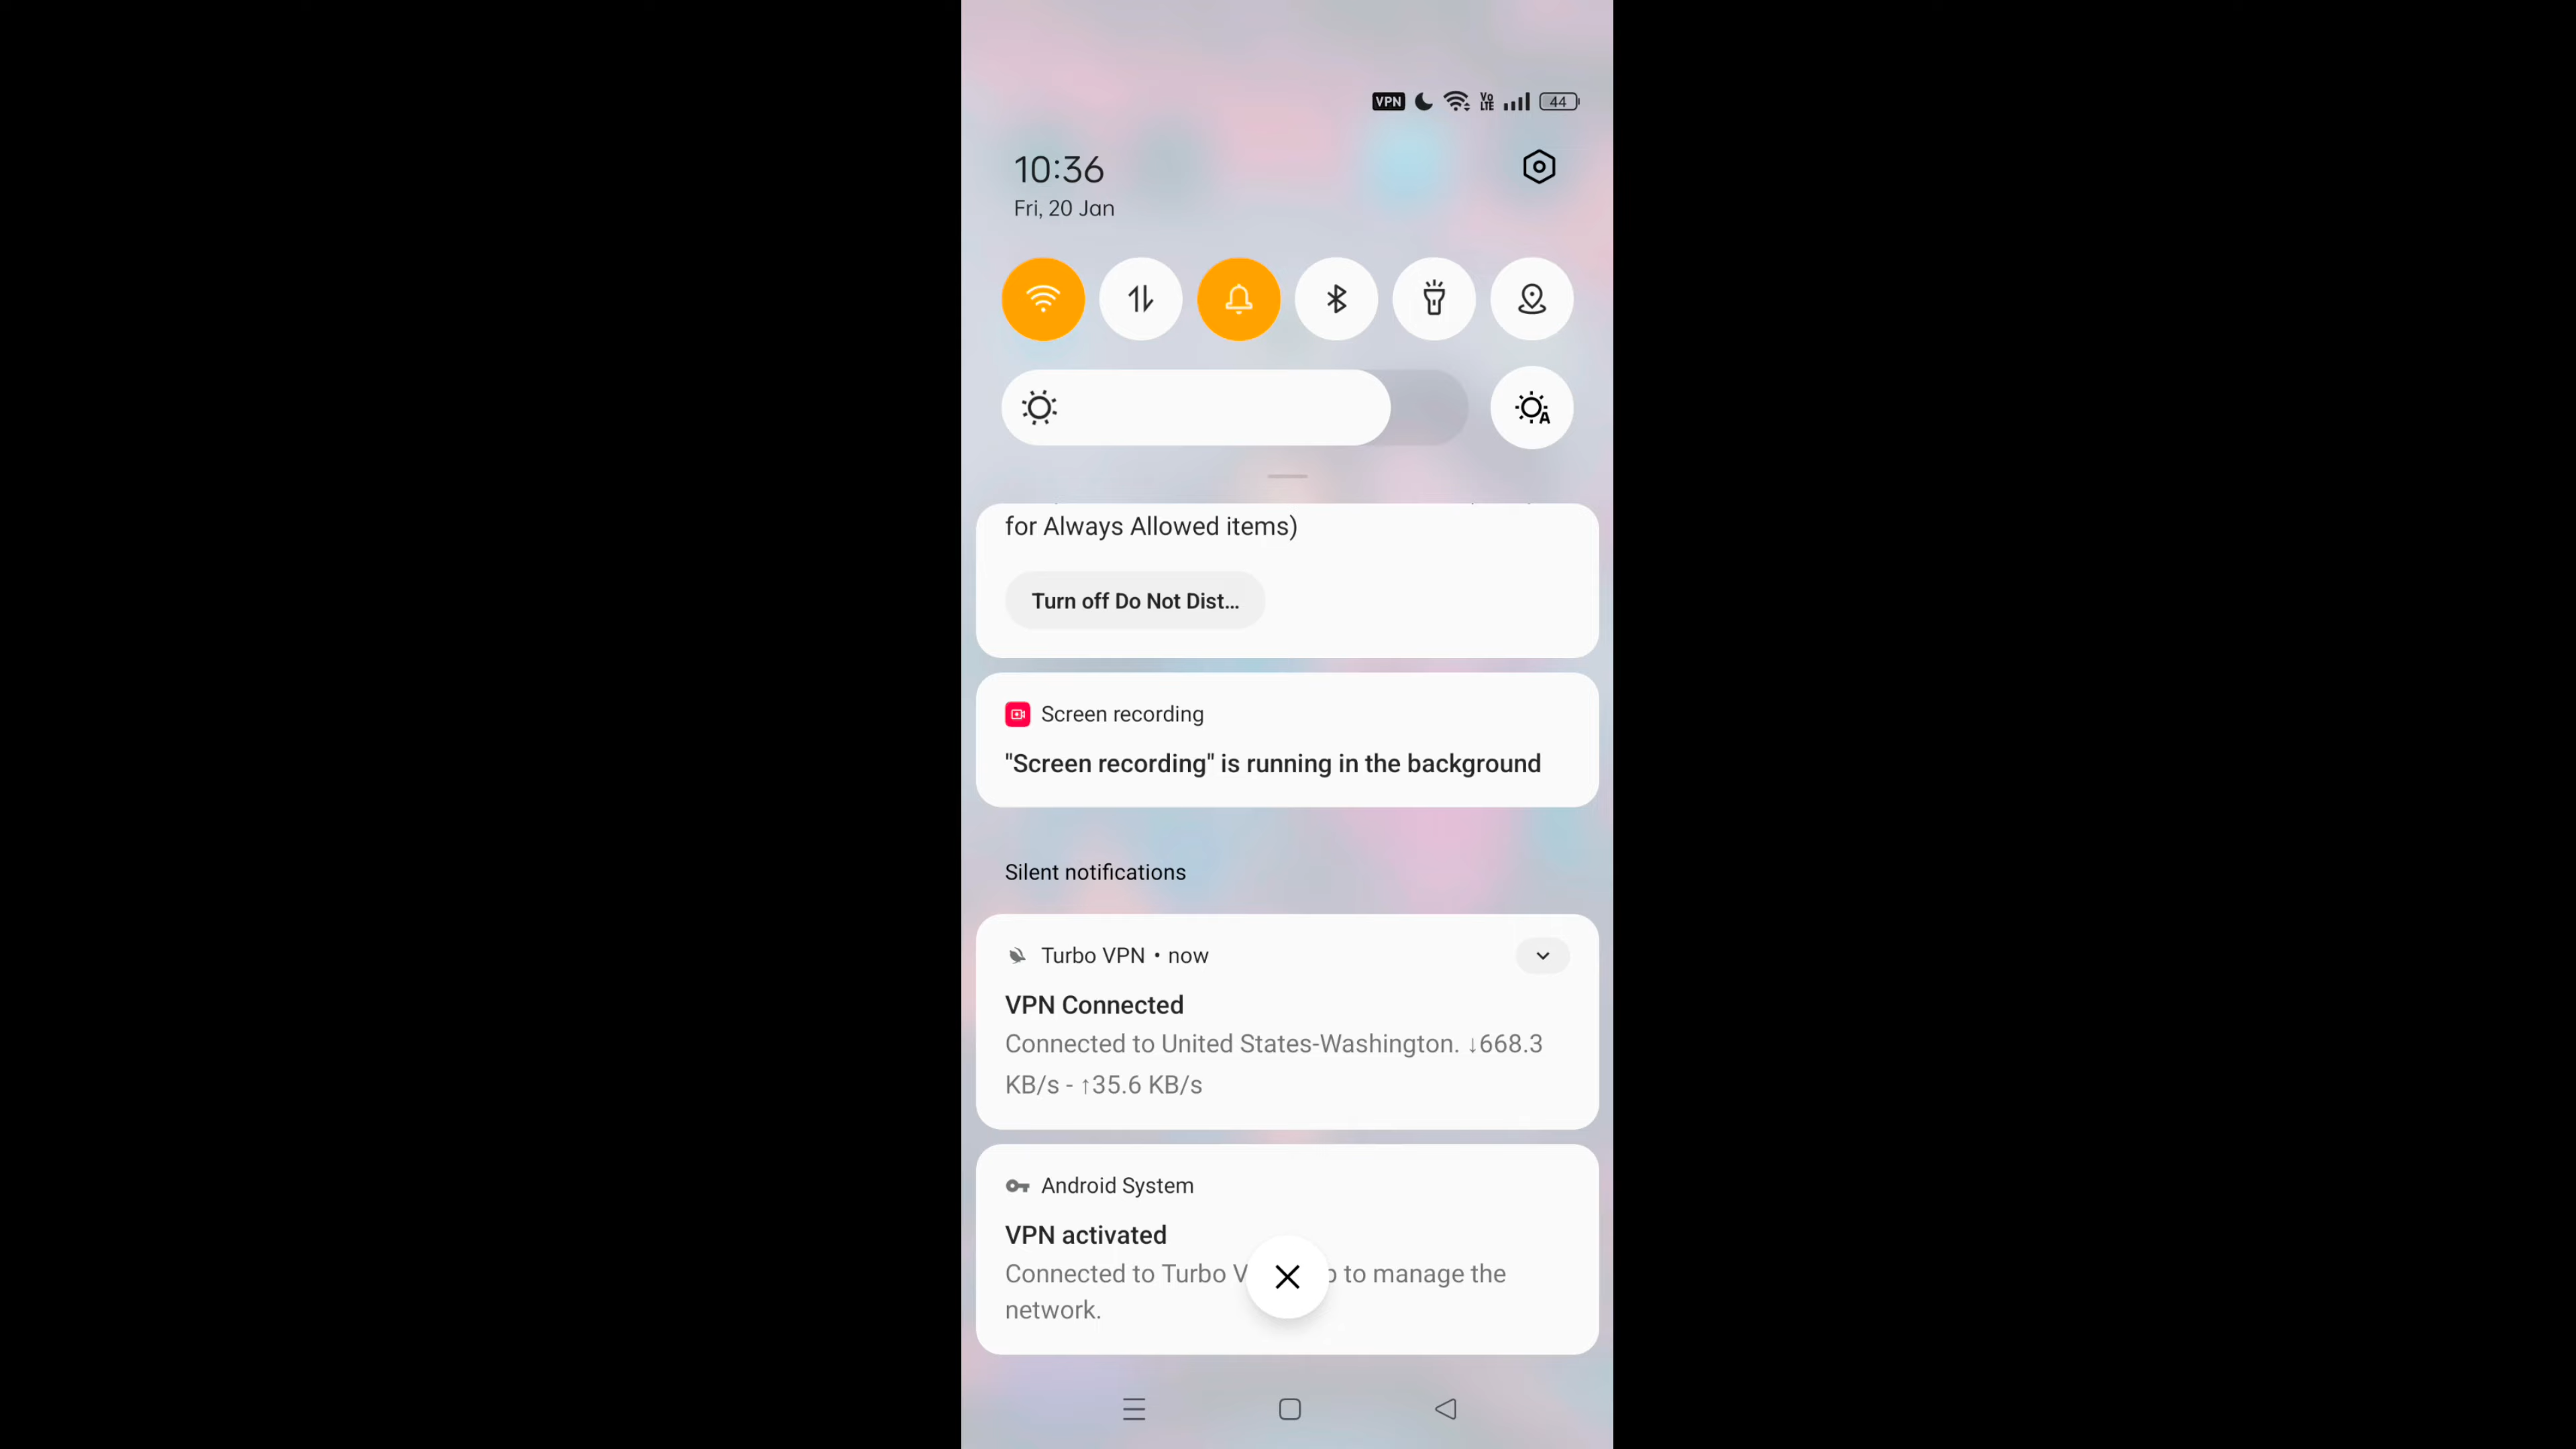 VPN Vo LTE 44
10:36
Fri, 20 Jan
A
for Always Allowed items)
Turn off Do Not Dist...
Screen recording
"Screen recording" is running in the background
Silent notifications
Turbo VPN • now
VPN Connected
Connected to United States-Washington. ↓668.3
KB/s - ↑35.6 KB/s
Android System
VPN activated
Connected to Turbo to manage the
network.